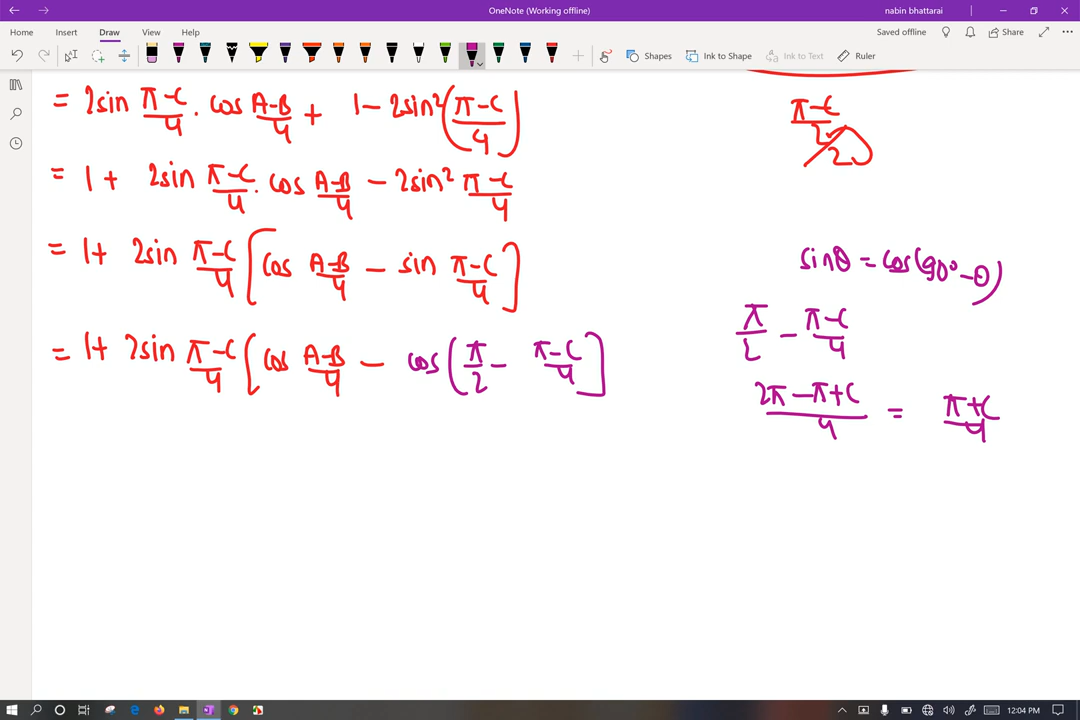 OneNote (Working offline)
nabin bhattarai
Home Insert Draw View Help
Saved offline
Share
Shapes
Ink to Shape
Ink to Text
Ruler
= 2sin (π-C)/4 . cos (A-B)/4 + 1 - 2sin²((π-C)/4)
= 1 + 2sin (π-C)/4 . cos (A-B)/4 - 2sin² (π-C)/4
= 1 + 2sin (π-C)/4 [cos (A-B)/4 - sin (π-C)/4]
= 1 + 2sin (π-C)/4 [cos (A-B)/4 - cos (π/2 - (π-C)/4]
π-C
2
2
sinθ = cos(90° - θ)
π/2 - (π-C)/4
(2π - π + C)/4 = (π+C)/4
12:04 PM